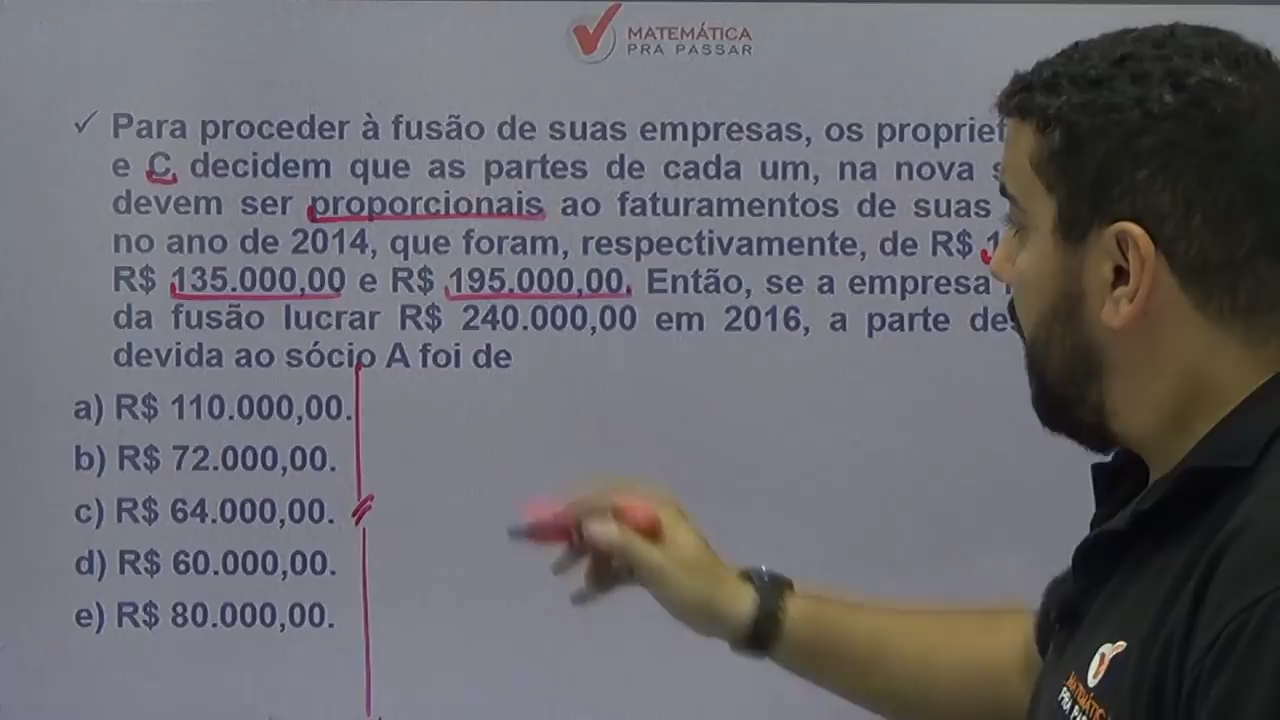 MATEMÁTICA
PRA PASSAR
Para proceder à fusão de suas empresas, os
e C, decidem que as partes de cada um, na nova
devem ser proporcionais ao faturamentos de suas
no ano de 2014, que foram, respectivamente, de R$
R$ 135.000,00 e R$ 195.000,00. Então, se a empresa
da fusão lucrar R$ 240.000,00 em 2016, a parte
devida ao sócio A foi de
a) R$ 110.000,00.
b) R$ 72.000,00.
c) R$ 64.000,00.
d) R$ 60.000,00.
e) R$ 80.000,00.